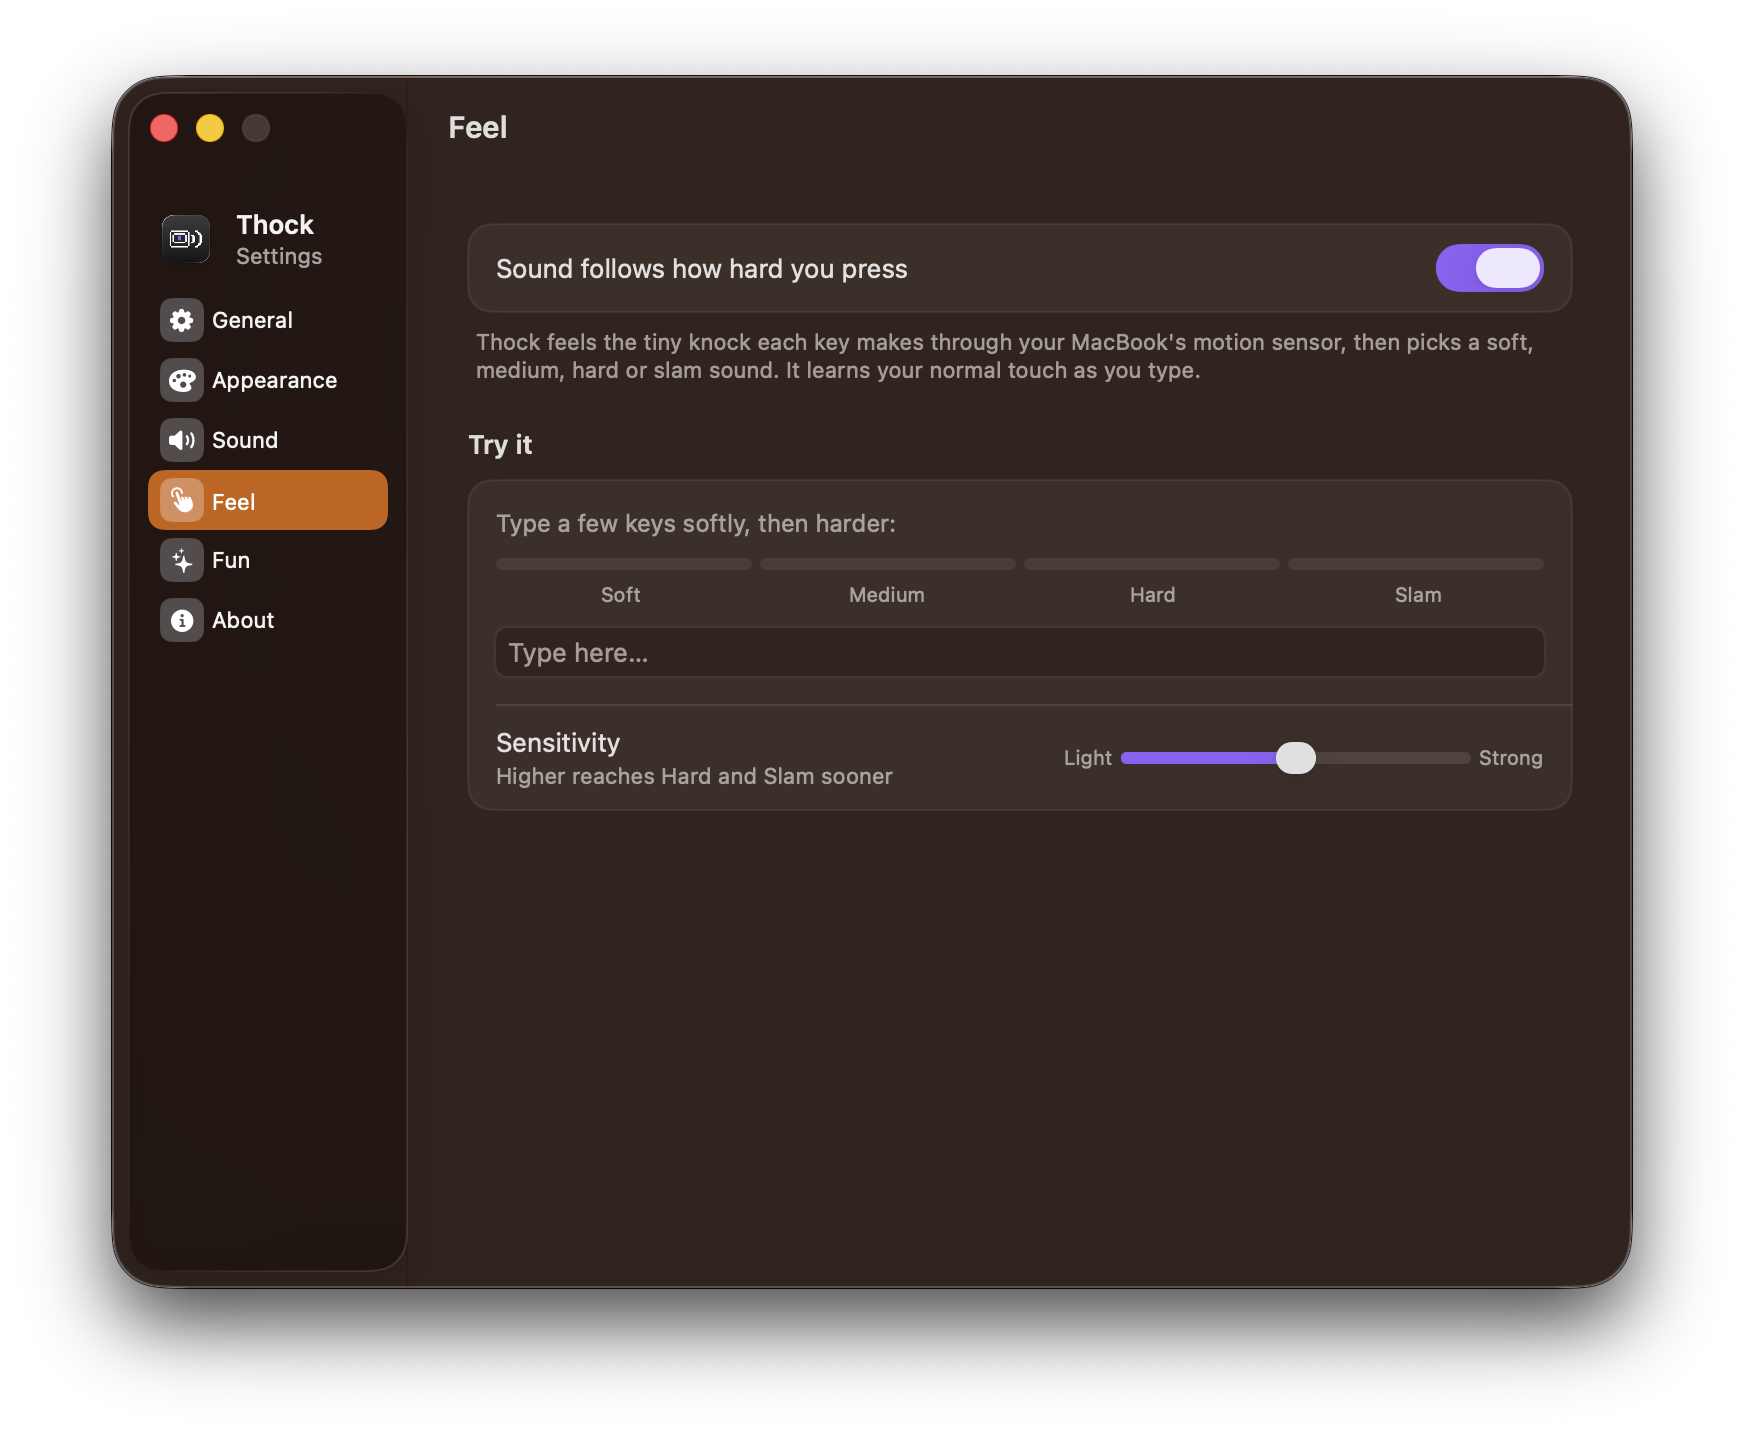 Feel
Thock
Settings
General
Appearance
Sound
Feel
Fun
About
Sound follows how hard you press
Thock feels the tiny knock each key makes through your MacBook's motion sensor, then picks a soft,
medium, hard or slam sound. It learns your normal touch as you type.
Try it
Type a few keys softly, then harder:
Soft
Medium
Hard
Slam
Type here...
Sensitivity
Higher reaches Hard and Slam sooner
Light
Strong